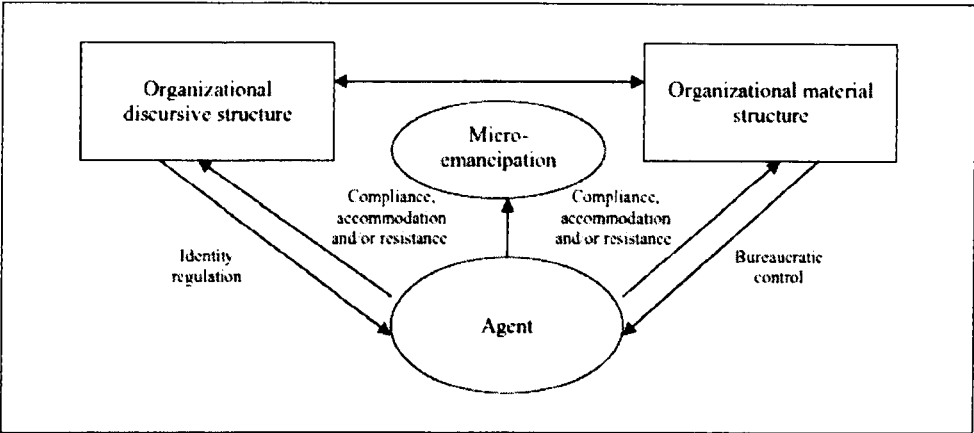 Organizational
discursive structure
Organizational material
structure
Micro-
emancipation
Compliance,
accommodation
and/or resistance
Compliance,
accommodation
and/or resistance
Identity
regulation
Bureaucratic
control
Agent